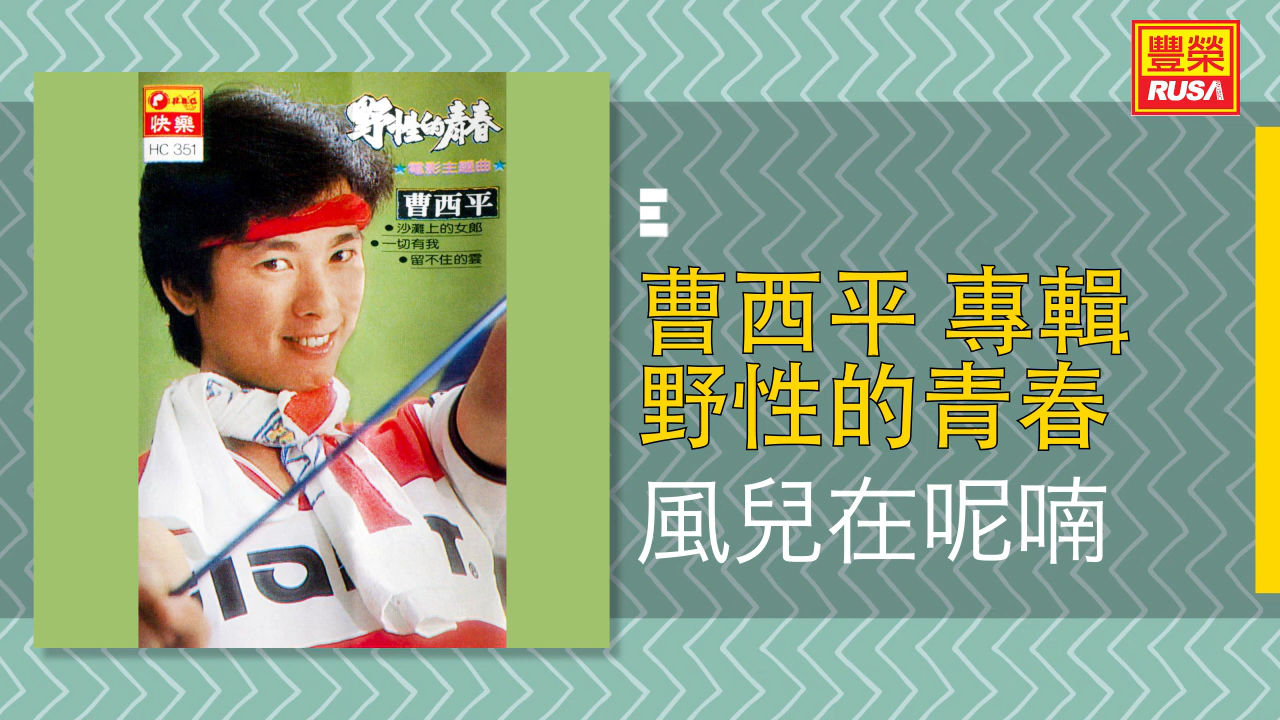 豐榮
RUSA
快樂
HC 351
野性的青春
★電影主題曲★
曹西平
●沙灘上的女郎
●一切有我
●留不住的雲
曹西平 專輯
野性的青春
風兒在呢喃